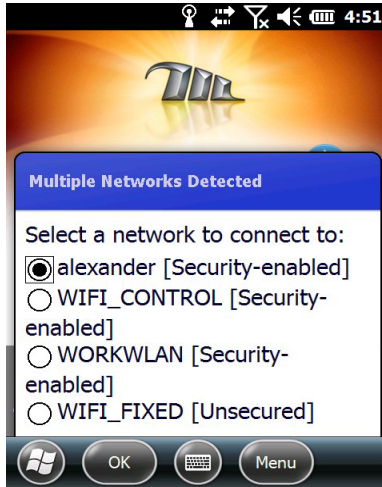 4:51
Multiple Networks Detected
Select a network to connect to:
alexander [Security-enabled]
WIFI_CONTROL [Security-
enabled]
WORKWLAN [Security-
enabled]
WIFI_FIXED [Unsecured]
OK
Menu